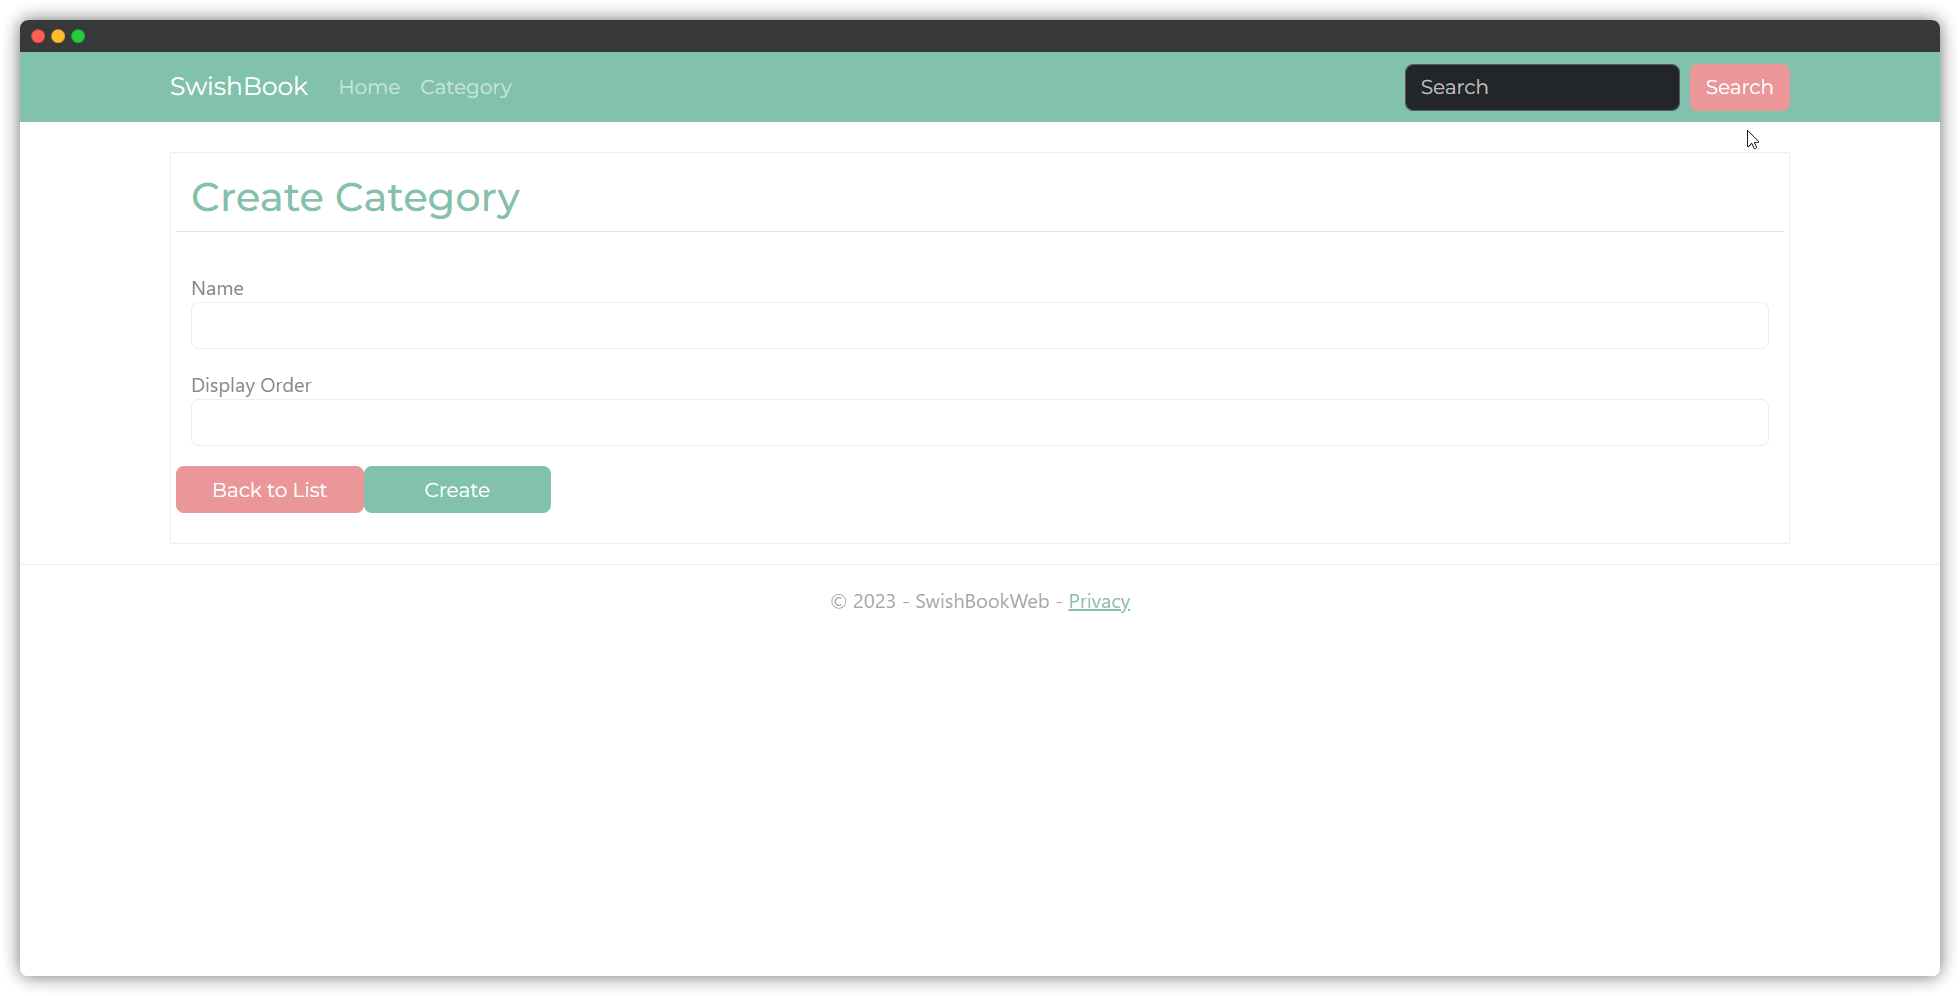 SwishBook Home Category Search Search
Create Category
Name
Display Order
Back to List Create
© 2023 - SwishBookWeb - Privacy